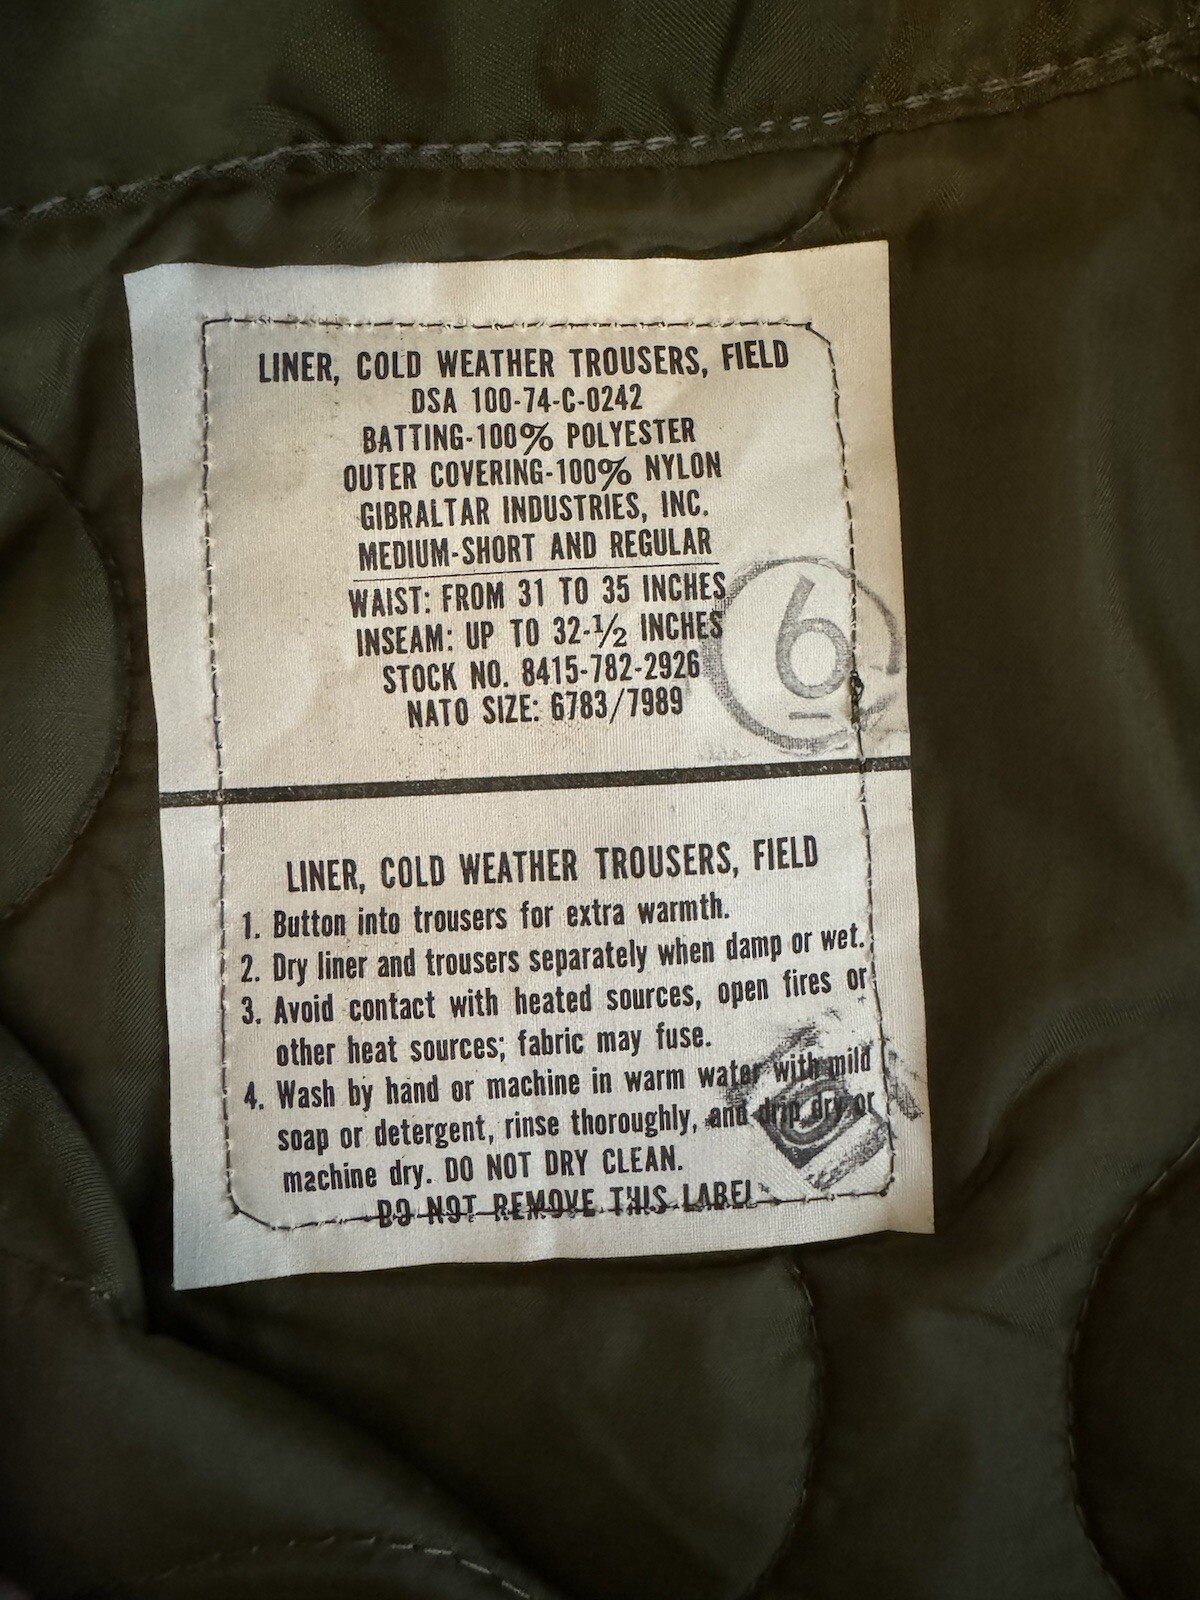 LINER, COLD WEATHER TROUSERS, FIELD
DSA 100-74-C-0242
BATTING-100% POLYESTER
OUTER COVERING-100% NYLON
GIBRALTAR INDUSTRIES, INC.
MEDIUM-SHORT AND REGULAR
WAIST: FROM 31 TO 35 INCHES
INSEAM: UP TO 32-½ INCHES
STOCK NO. 8415-782-2926
NATO SIZE: 6783/7989
6
LINER, COLD WEATHER TROUSERS, FIELD
1. Button into trousers for extra warmth.
2. Dry liner and trousers separately when damp or wet.
3. Avoid contact with heated sources, open fires or
other heat sources; fabric may fuse.
4. Wash by hand or machine in warm water with mild
soap or detergent, rinse thoroughly, and drip dry or
machine dry. DO NOT DRY CLEAN.
DO NOT REMOVE THIS LABEL